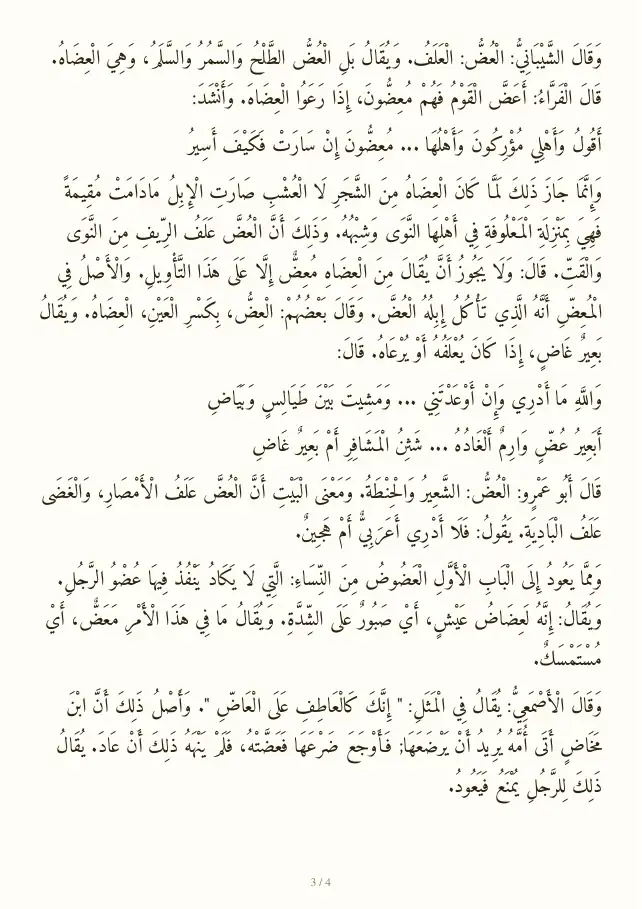 وَقَالَ الشَّيْبَانِيُّ: الْعُضُّ: الْعَلَفُ. وَيُقَالُ بَلِ الْعُضُّ الطَّلْحُ وَالسَّمُرُ وَالسَّلَمُ، وَهِيَ الْعِضَاهُ.
قَالَ الْفَرَّاءُ: أَعَضَّ الْقَوْمُ فَهُمْ مُعِضُّونَ، إِذَا رَعَوُا الْعِضَاهَ. وَأَنْشَدَ:
أَقُولُ وَأَهْلِي مُؤْرِكُونَ وَأَهْلُهَا ... مُعِضُّونَ إِنْ سَارَتْ فَكَيْفَ أَسِيرُ
وَإِنَّمَا جَازَ ذَلِكَ لَمَّا كَانَ الْعِضَاهُ مِنَ الشَّجَرِ لَا الْعُشْبِ صَارَتِ الْإِبِلُ مَادَامَتْ مُقِيمَةً
فَهِيَ بِمَنْزِلَةِ الْمَعْلُوفَةِ فِي أَهْلِهَا النَّوَى وَشِبْهُهُ. وَذَلِكَ أَنَّ الْعُضَّ عَلَفُ الرِّيفِ مِنَ النَّوَى
وَالْقَتِّ. قَالَ: وَلَا يَجُوزُ أَنْ يُقَالَ مِنَ الْعِضَاهِ مُعِضٌّ إِلَّا عَلَى هَذَا التَّأْوِيلِ. وَالْأَصْلُ فِي
الْمُعِضِّ أَنَّهُ الَّذِي تَأْكُلُ إِبِلُهُ الْعُضَّ. وَقَالَ بَعْضُهُمْ: الْعِضُّ، بِكَسْرِ الْعَيْنِ، الْعِضَاهُ. وَيُقَالُ
بَعِيرٌ غَاضٍ، إِذَا كَانَ يُعْلَفُهُ أَوْ يُرْعَاهُ. قَالَ:
وَاللَّهِ مَا أَدْرِي وَإِنْ أَوْعَدْتَنِي ... وَمَشِيتَ بَيْنَ طَيَالِسٍ وَبَيَاضِ
أَبَعِيرُ عُضٍّ وَارِمٌ أَلْغَادُهُ ... شَثِنُ الْمَشَافِرِ أَمْ بَعِيرٌ غَاضِ
قَالَ أَبُو عَمْرٍو: الْعُضُّ: الشَّعِيرُ وَالْحِنْطَةُ. وَمَعْنَى الْبَيْتِ أَنَّ الْعُضَّ عَلَفُ الْأَمْصَارِ، وَالْغَضَى
عَلَفُ الْبَادِيَةِ. يَقُولُ: فَلَا أَدْرِي أَعَرَبِيٌّ أَمْ هَجِينٌ.
وَمِمَّا يَعُودُ إِلَى الْبَابِ الْأَوَّلِ الْعَضُوضُ مِنَ النِّسَاءِ: الَّتِي لَا يَكَادُ يَنْفُذُ فِيهَا عُضْوُ الرَّجُلِ.
وَيُقَالُ: إِنَّهُ لَعِضَاضُ عَيْشٍ، أَيْ صَبُورٌ عَلَى الشِّدَّةِ. وَيُقَالُ مَا فِي هَذَا الْأَمْرِ مَعَضٌّ، أَيْ
مُسْتَمْسَكٌ.
وَقَالَ الْأَصْمَعِيُّ: يُقَالُ فِي الْمَثَلِ: " إِنَّكَ كَالْعَاطِفِ عَلَى الْعَاضِّ ". وَأَصْلُ ذَلِكَ أَنَّ ابْنَ
مَخَاضٍ أَتَى أُمَّهُ يُرِيدُ أَنْ يَرْضَعَهَا; فَأَوْجَعَ ضَرْعَهَا فَعَضَّتْهُ، فَلَمْ يَنْهَهُ ذَلِكَ أَنْ عَادَ. يُقَالُ
ذَلِكَ لِلرَّجُلِ يُمْنَعُ فَيَعُودُ.
3 / 4